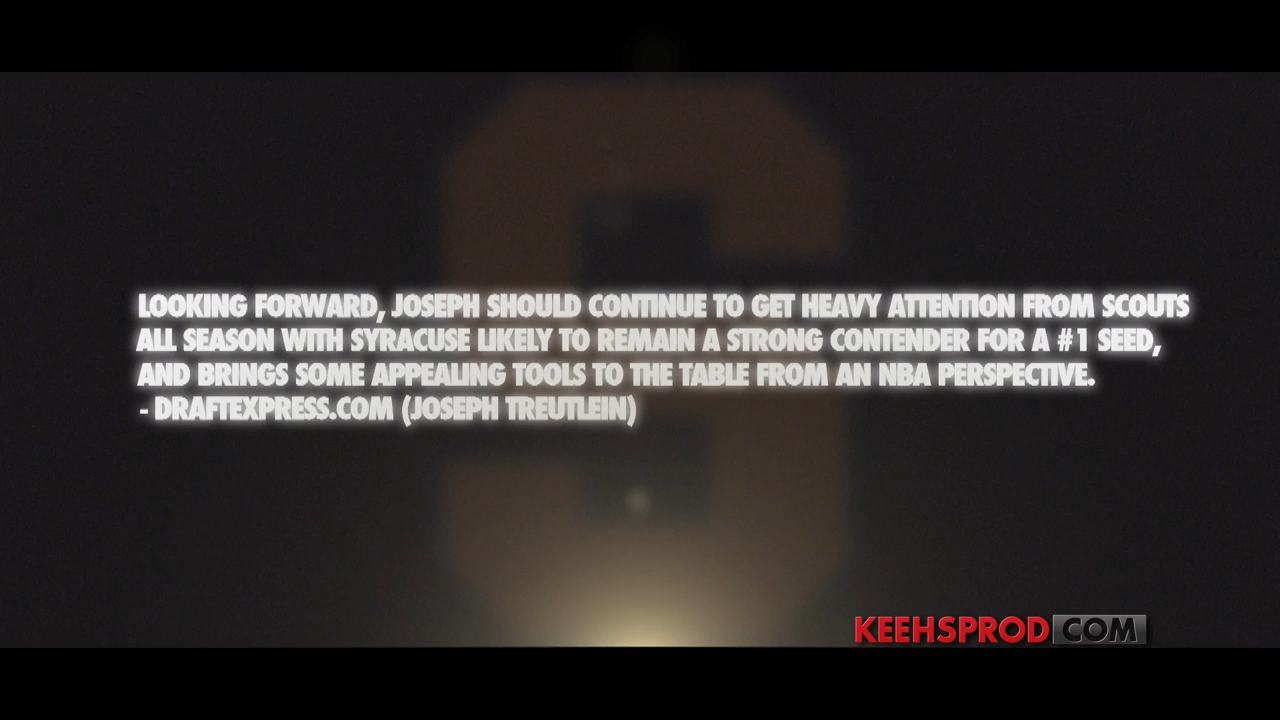 LOOKING FORWARD, JOSEPH SHOULD CONTINUE TO GET HEAVY ATTENTION FROM SCOUTS
ALL SEASON WITH SYRACUSE LIKELY TO REMAIN A STRONG CONTENDER FOR A #1 SEED,
AND BRINGS SOME APPEALING TOOLS TO THE TABLE FROM AN NBA PERSPECTIVE.
- DRAFTEXPRESS.COM (JOSEPH TREUTLEIN)
KEEHSPROD COM